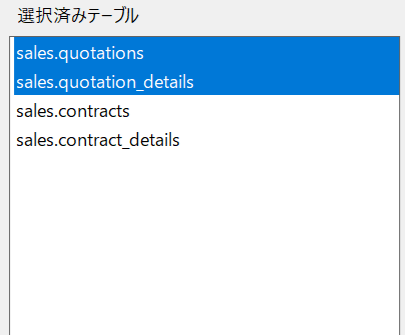 選択済みテーブル
sales.quotations
sales.quotation_details
sales.contracts
sales.contract_details